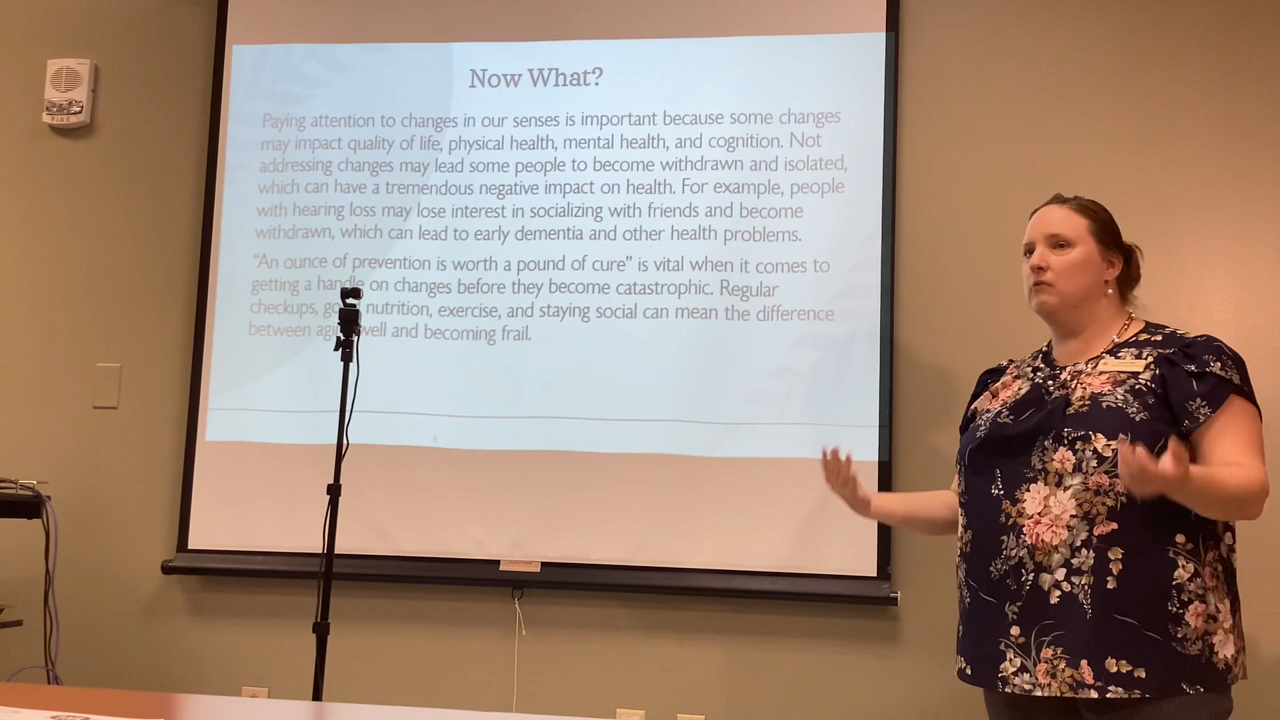 Now What?
Paying attention to changes in our senses is important because some changes
may impact quality of life, physical health, mental health, and cognition. Not
addressing changes may lead some people to become withdrawn and isolated,
which can have a tremendous negative impact on health. For example, people
with hearing loss may lose interest in socializing with friends and become
withdrawn, which can lead to early dementia and other health problems.
"An ounce of prevention is worth a pound of cure" is vital when it comes to
getting a handle on changes before they become catastrophic. Regular
checkups, good nutrition, exercise, and staying social can mean the difference
between aging well and becoming frail.
FIRE